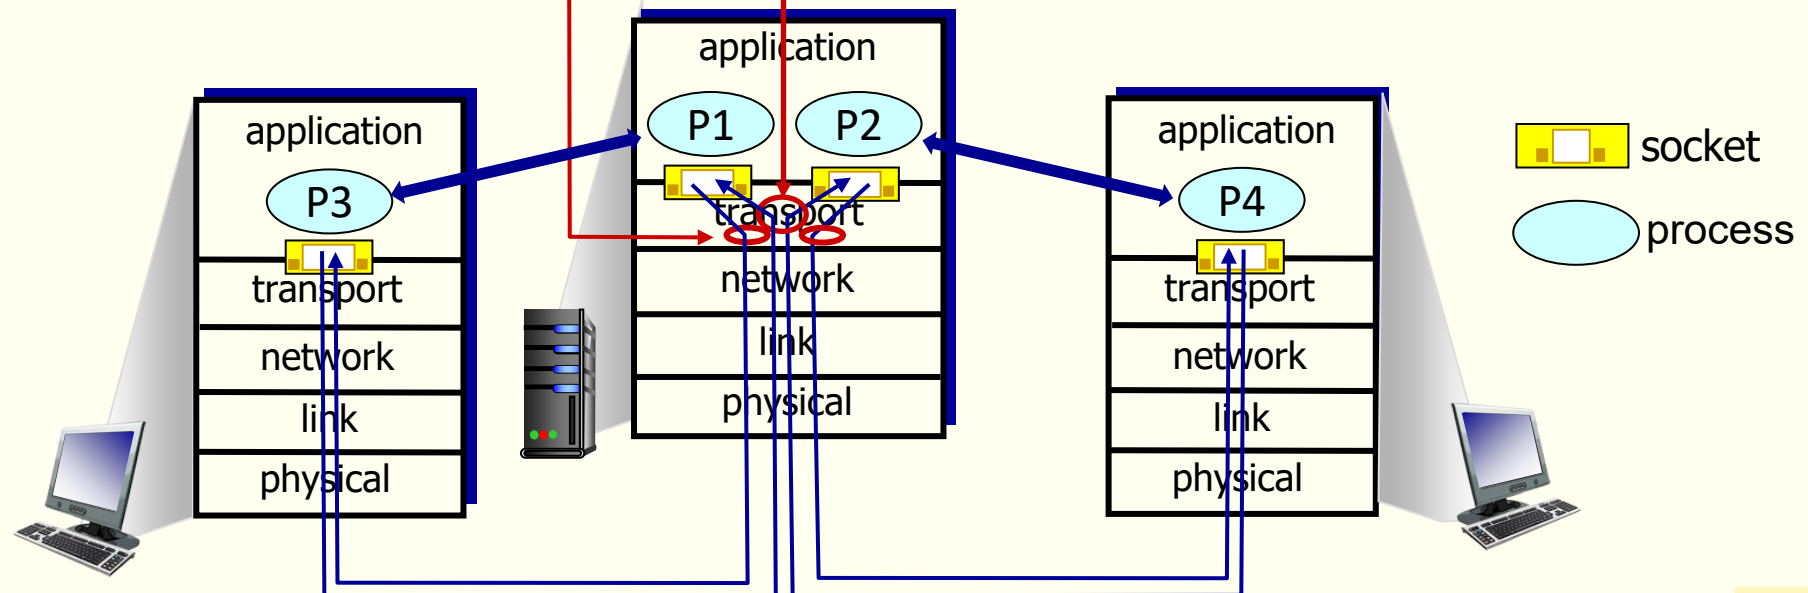 application
P1
P2
transport
network
link
physical
application
P3
transport
network
link
physical
application
P4
transport
network
link
physical
socket
process